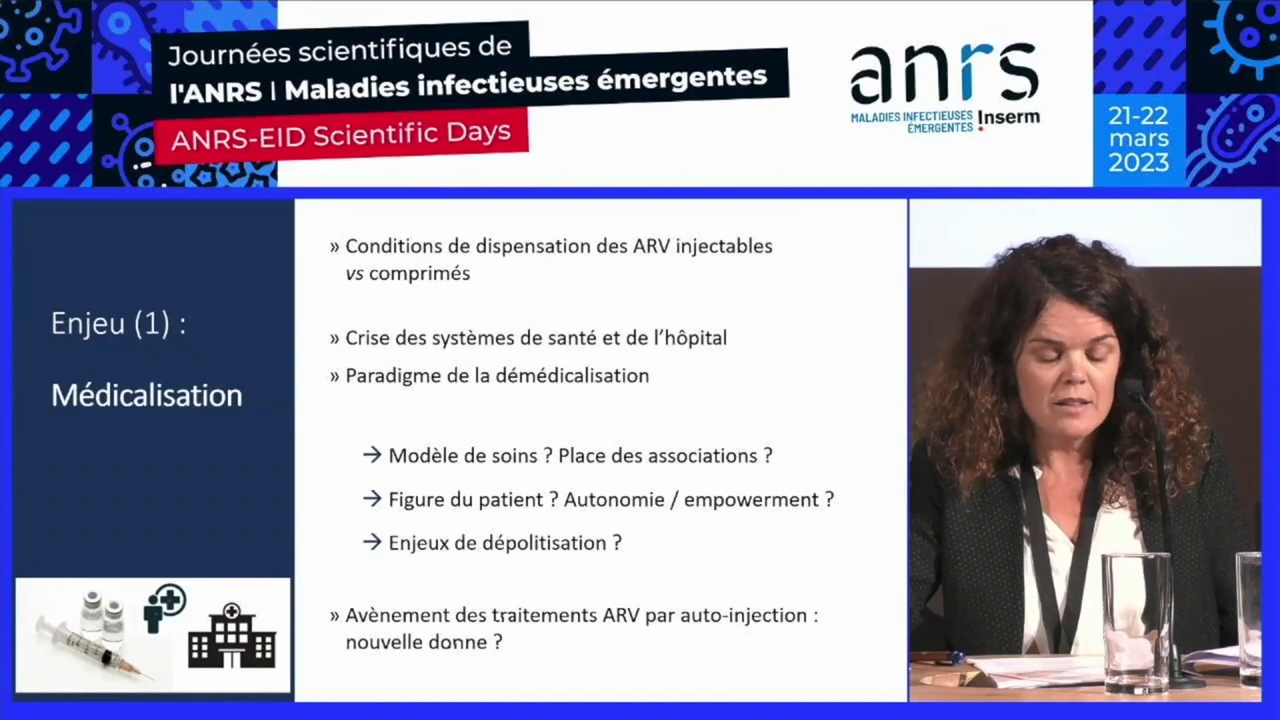 Journées scientifiques de
l'ANRS | Maladies infectieuses émergentes
ANRS-EID Scientific Days
anrs
MALADIES INFECTIEUSES
ÉMERGENTES
Inserm
21-22
mars
2023
Enjeu (1) :
Médicalisation
» Conditions de dispensation des ARV injectables
vs comprimés
» Crise des systèmes de santé et de l'hôpital
» Paradigme de la démédicalisation
→ Modèle de soins ? Place des associations ?
→ Figure du patient ? Autonomie / empowerment ?
→ Enjeux de dépolitisation ?
» Avènement des traitements ARV par auto-injection :
nouvelle donne ?